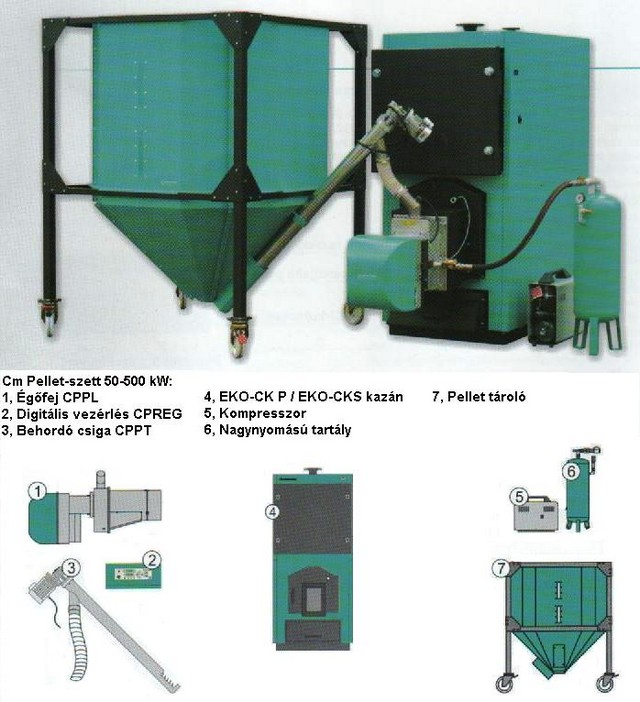 Cm Pellet-szett 50-500 kW:
1, Égőfej CPPL
2, Digitális vezérlés CPREG
3, Behordó csiga CPPT
4, EKO-CK P / EKO-CKS kazán
5, Kompresszor
6, Nagynyomású tartály
7, Pellet tároló
1
2
3
4
5
6
7